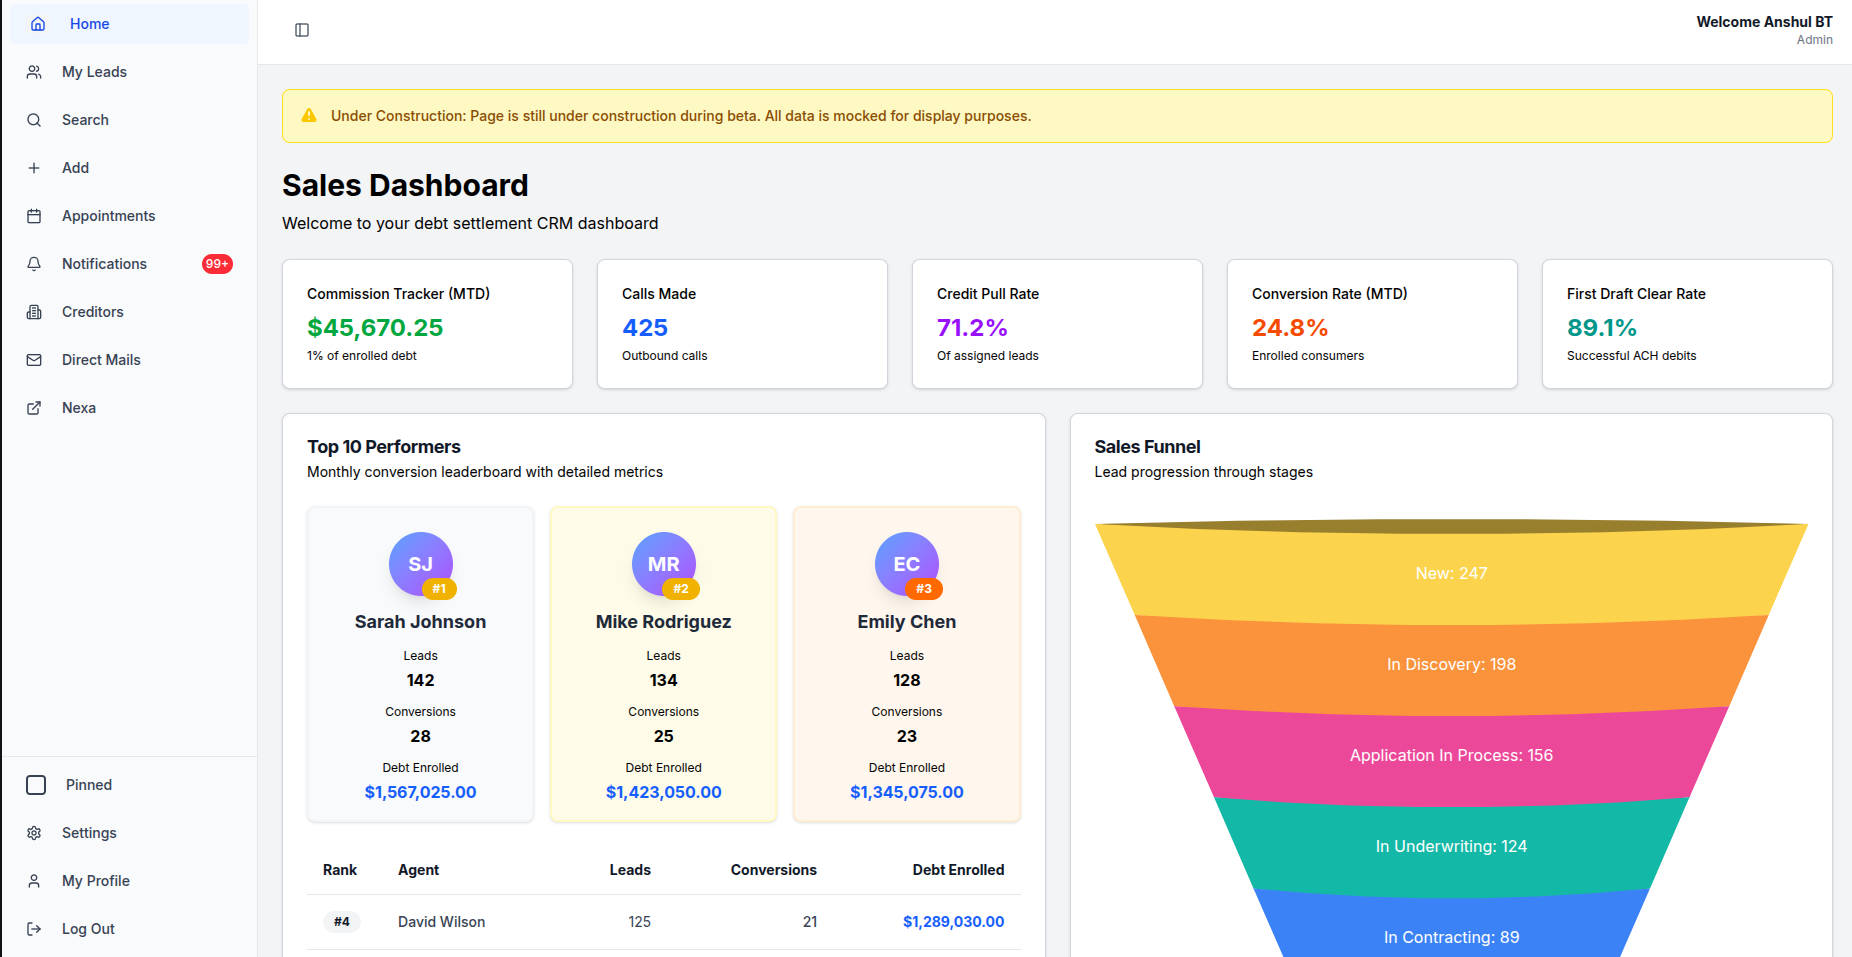 Home
My Leads
Search
Add
Appointments
Notifications 99+
Creditors
Direct Mails
Nexa
Pinned
Settings
My Profile
Log Out
Welcome Anshul BT
Admin
Under Construction: Page is still under construction during beta. All data is mocked for display purposes.
Sales Dashboard
Welcome to your debt settlement CRM dashboard
Commission Tracker (MTD)
$45,670.25
1% of enrolled debt
Calls Made
425
Outbound calls
Credit Pull Rate
71.2%
Of assigned leads
Conversion Rate (MTD)
24.8%
Enrolled consumers
First Draft Clear Rate
89.1%
Successful ACH debits
Top 10 Performers
Monthly conversion leaderboard with detailed metrics
SJ
#1
Sarah Johnson
Leads
142
Conversions
28
Debt Enrolled
$1,567,025.00
MR
#2
Mike Rodriguez
Leads
134
Conversions
25
Debt Enrolled
$1,423,050.00
EC
#3
Emily Chen
Leads
128
Conversions
23
Debt Enrolled
$1,345,075.00
Rank Agent Leads Conversions Debt Enrolled
#4 David Wilson 125 21 $1,289,030.00
Sales Funnel
Lead progression through stages
New: 247
In Discovery: 198
Application In Process: 156
In Underwriting: 124
In Contracting: 89